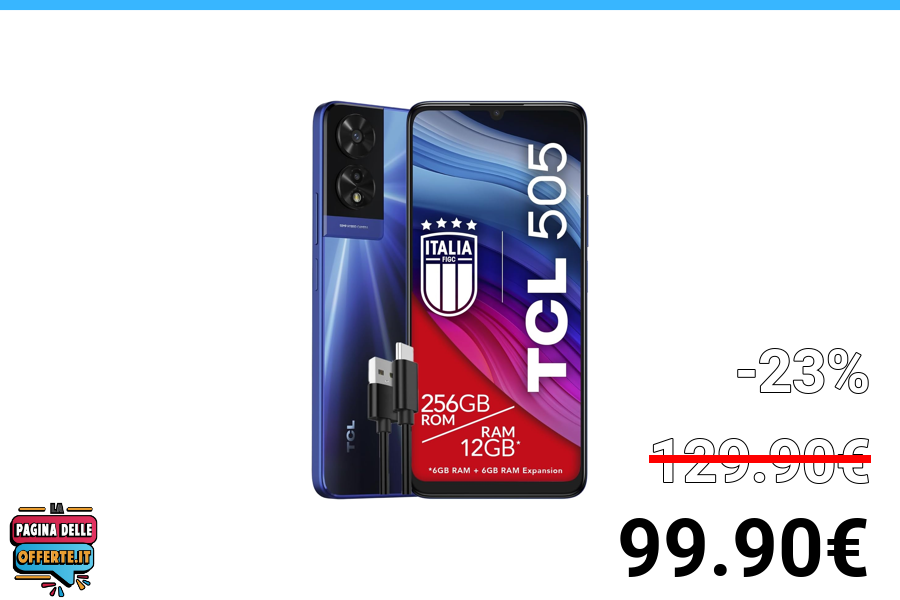 ITALIA
FIGC
TCL 505
256GB
ROM
RAM
12GB*
*6GB RAM + 6GB RAM Expansion
TCL
-23%
129.90€
99.90€
LA
PAGINA DELLE
OFFERTE.IT